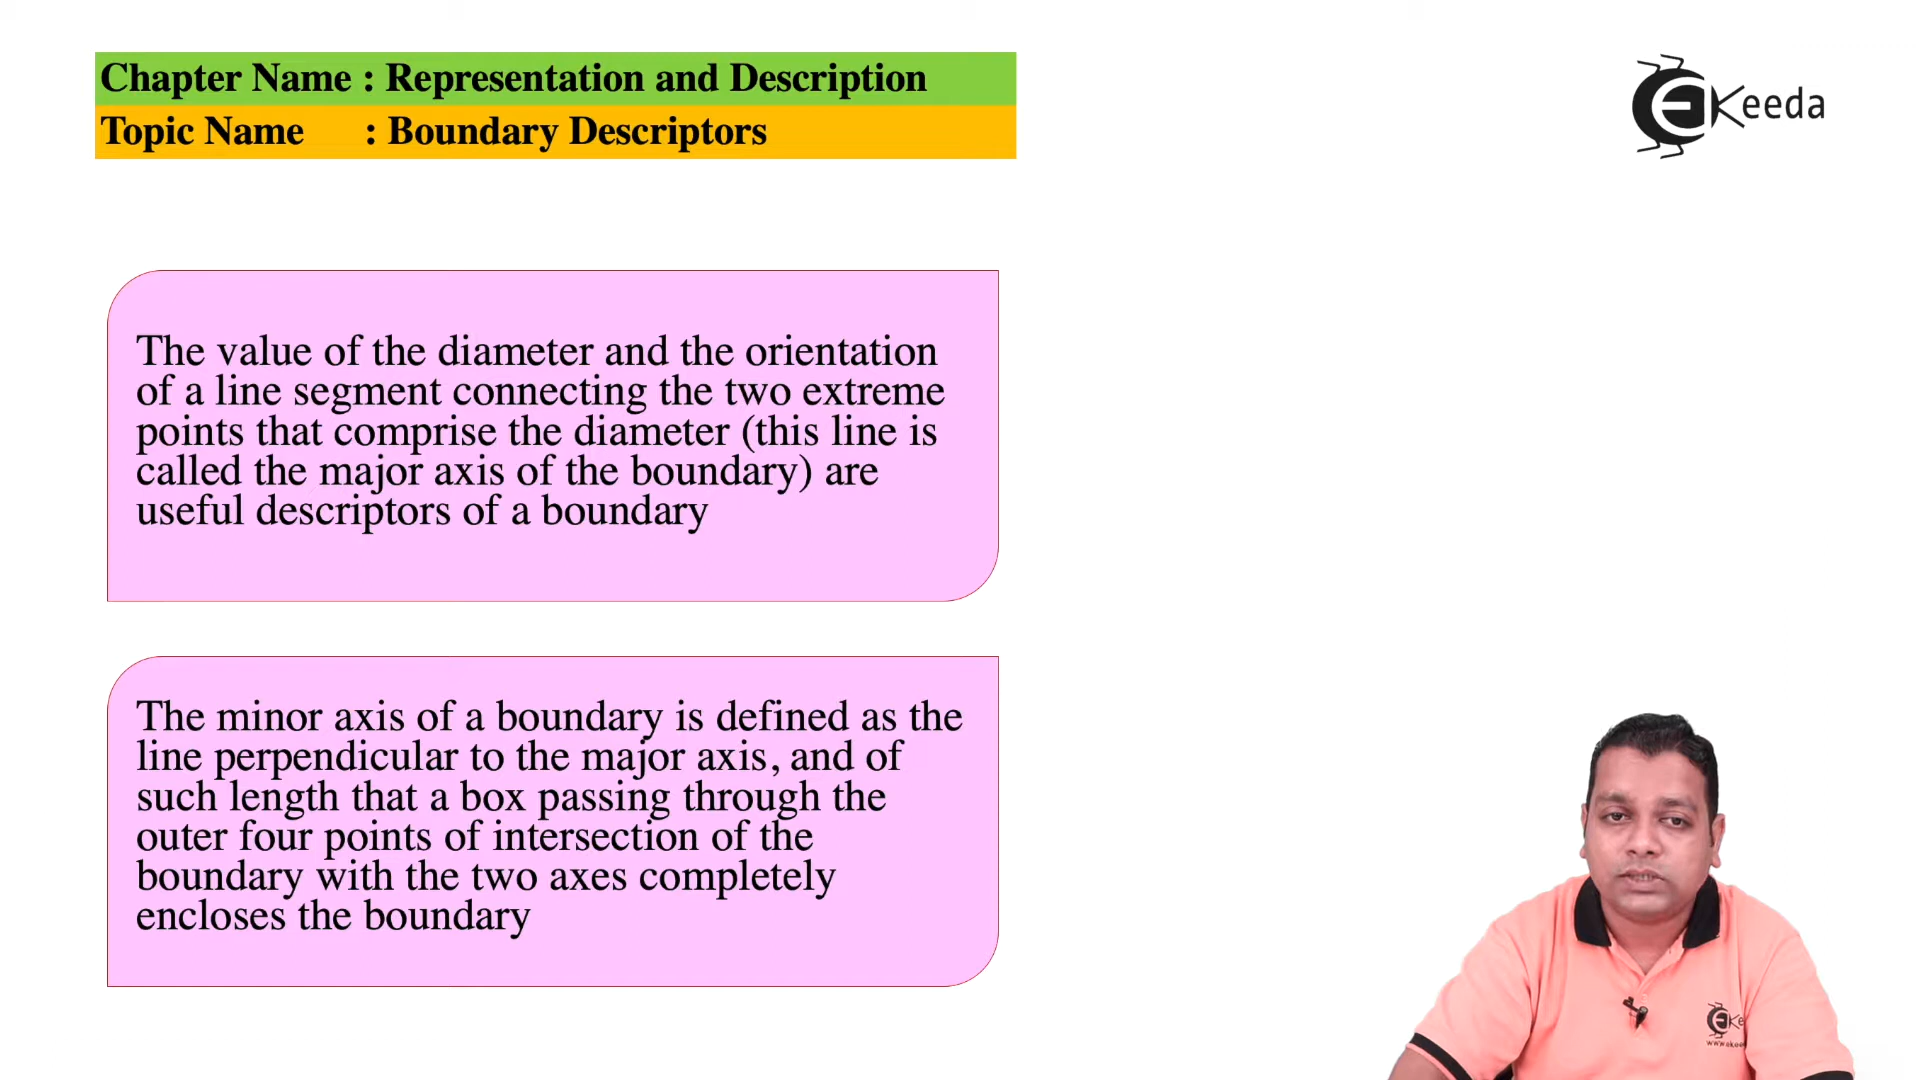 Chapter Name : Representation and Description
Topic Name : Boundary Descriptors
EKeeda
The value of the diameter and the orientation
of a line segment connecting the two extreme
points that comprise the diameter (this line is
called the major axis of the boundary) are
useful descriptors of a boundary
The minor axis of a boundary is defined as the
line perpendicular to the major axis, and of
such length that a box passing through the
outer four points of intersection of the
boundary with the two axes completely
encloses the boundary